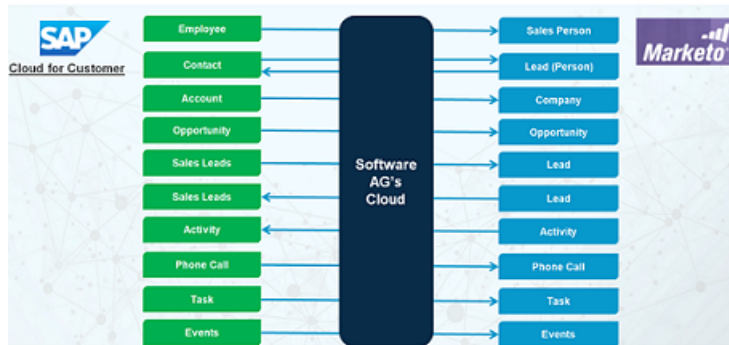 SAP
Cloud for Customer
Marketo
Employee
Sales Person
Contact
Lead (Person)
Account
Company
Opportunity
Opportunity
Sales Leads
Lead
Software
AG's
Cloud
Sales Leads
Lead
Activity
Activity
Phone Call
Phone Call
Task
Task
Events
Events